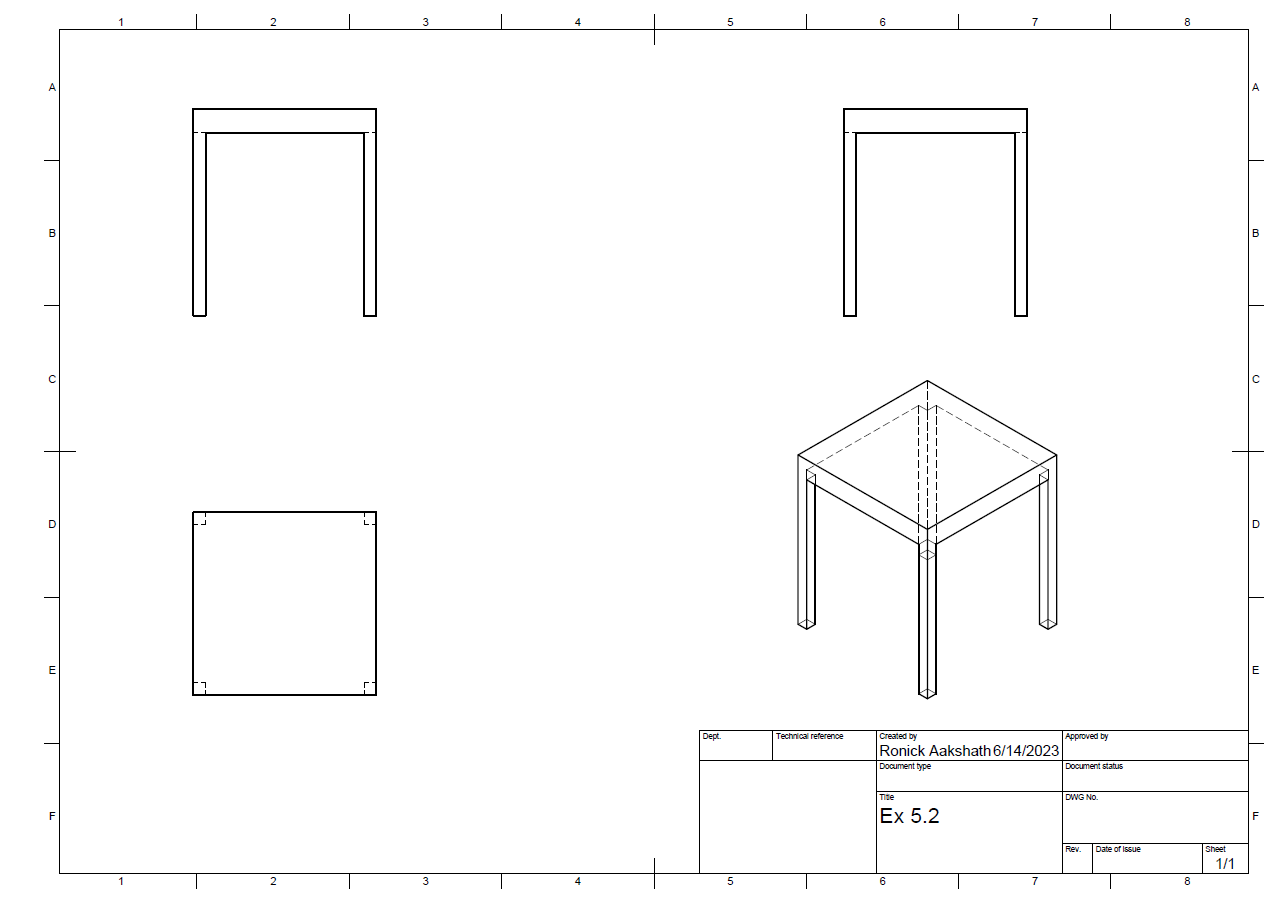 1 2 3 4 5 6 7 8
A A
B B
C C
D D
E E
Dept. Technical reference Created by Approved by
Ronick Aakshath 6/14/2023
Document type Document status
Title DWG No.
Ex 5.2
F F
Rev. Date of issue Sheet
1/1
1 2 3 4 5 6 7 8